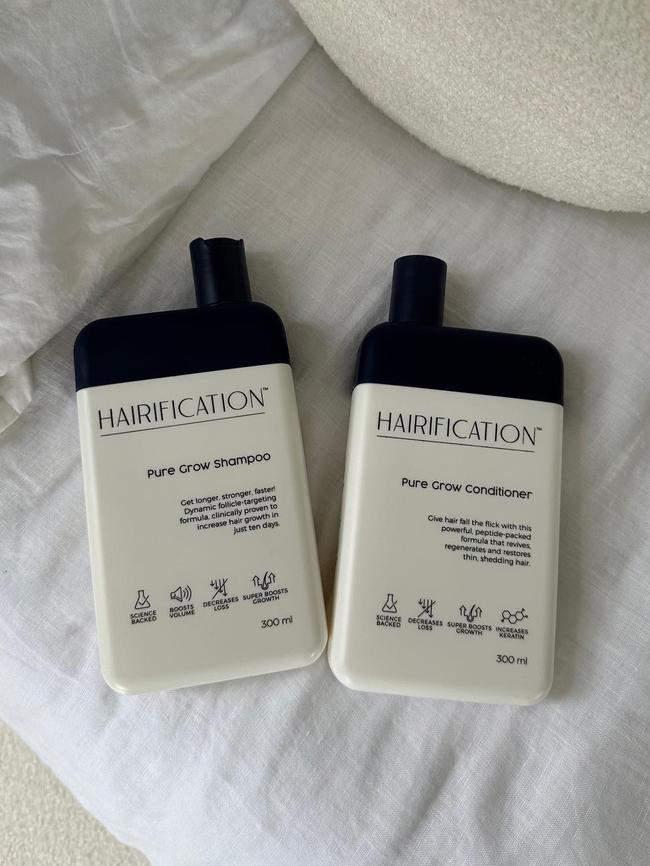 HAIRIFICATION™
Pure Grow Shampoo
Get longer, stronger, faster!
Dynamic follicle-targeting
formula, clinically proven to
increase hair growth in
just ten days.
SCIENCE
BACKED
BOOSTS
VOLUME
DECREASES
LOSS
SUPER BOOSTS
GROWTH
300 ml
HAIRIFICATION™
Pure Grow Conditioner
Give hair fall the flick with this
powerful, peptide-packed
formula that revives,
regenerates and restores
thin, shedding hair.
SCIENCE
BACKED
DECREASES
LOSS
SUPER BOOSTS
GROWTH
INCREASES
KERATIN
300 ml